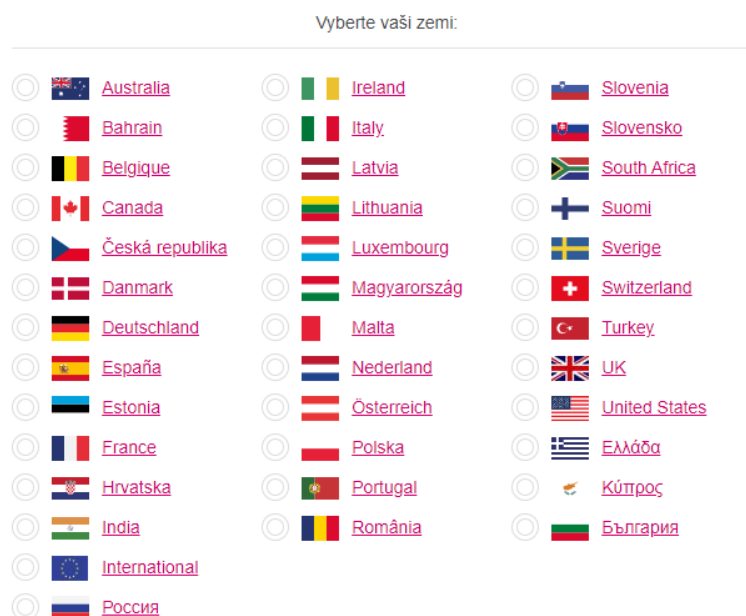 Vyberte vaši zemi:
Australia
Bahrain
Belgique
Canada
Česká republika
Danmark
Deutschland
España
Estonia
France
Hrvatska
India
International
Россия
Ireland
Italy
Latvia
Lithuania
Luxembourg
Magyarország
Malta
Nederland
Österreich
Polska
Portugal
România
Slovenia
Slovensko
South Africa
Suomi
Sverige
Switzerland
Turkey
UK
United States
Ελλάδα
Κύπρος
България